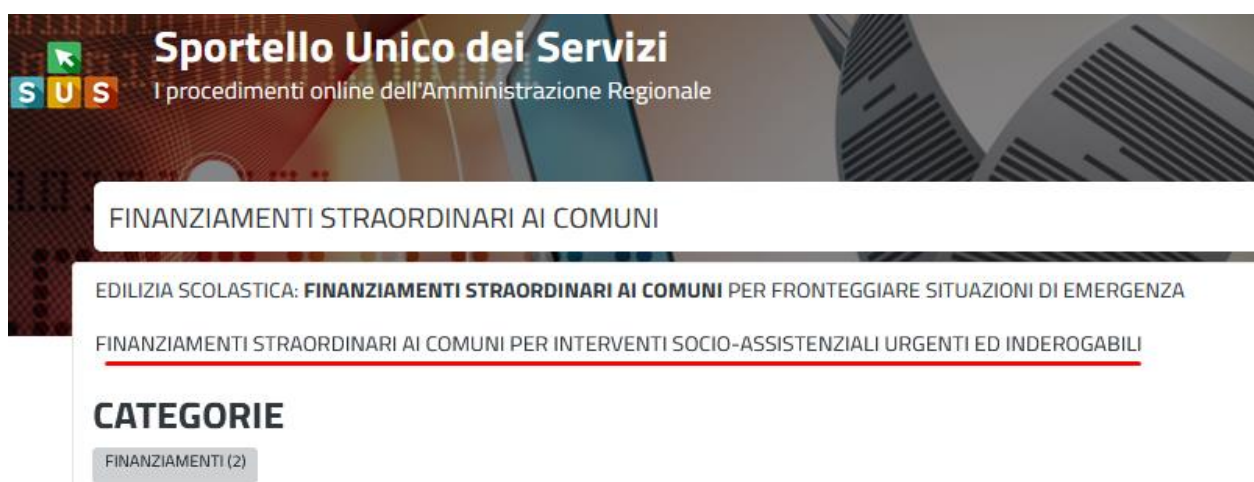 Sportello Unico dei Servizi
SUS
I procedimenti online dell'Amministrazione Regionale
FINANZIAMENTI STRAORDINARI AI COMUNI
EDILIZIA SCOLASTICA: FINANZIAMENTI STRAORDINARI AI COMUNI PER FRONTEGGIARE SITUAZIONI DI EMERGENZA
FINANZIAMENTI STRAORDINARI AI COMUNI PER INTERVENTI SOCIO-ASSISTENZIALI URGENTI ED INDEROGABILI
CATEGORIE
FINANZIAMENTI (2)